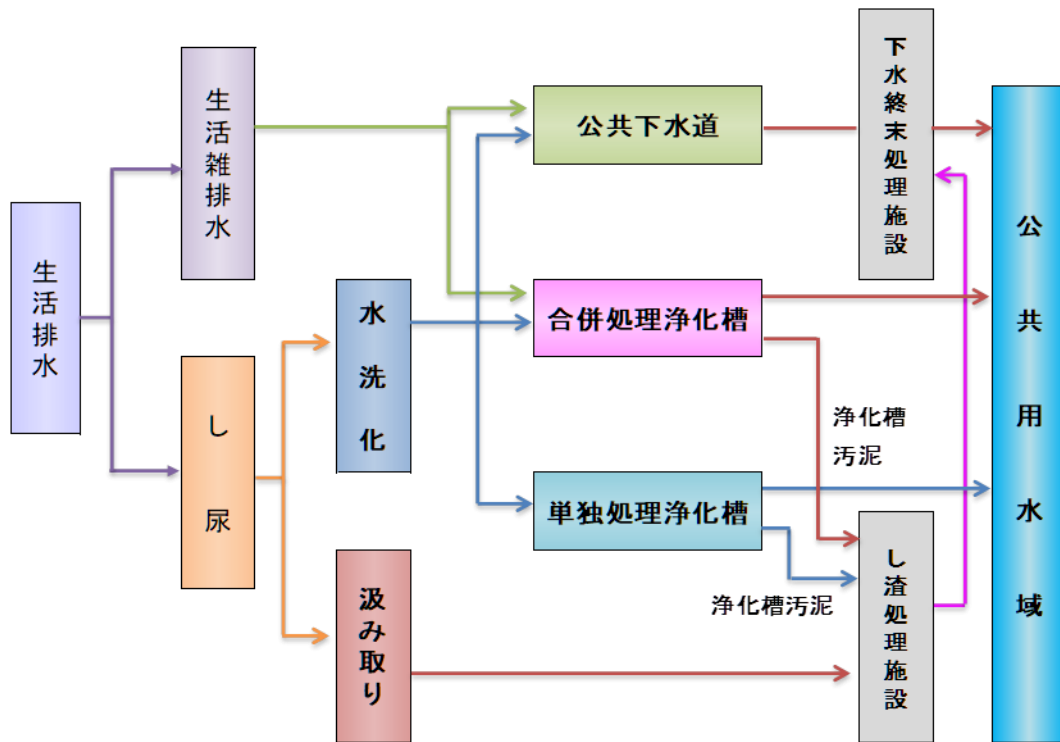 生活排水
生活雑排水
し尿
水洗化
汲み取り
公共下水道
合併処理浄化槽
単独処理浄化槽
浄化槽
汚泥
浄化槽汚泥
下水終末処理施設
し渣処理施設
公共用水域